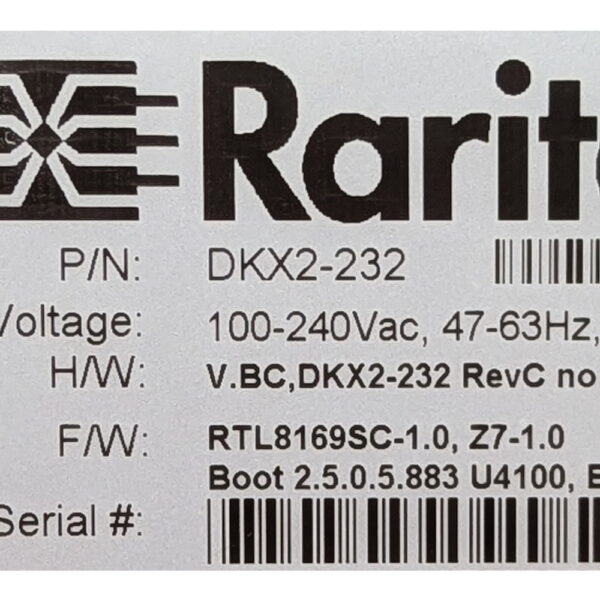 Rarit
P/N: DKX2-232
Voltage: 100-240Vac, 47-63Hz,
H/W: V.BC,DKX2-232 RevC no
F/W: RTL8169SC-1.0, Z7-1.0
Boot 2.5.0.5.883 U4100,
Serial #: